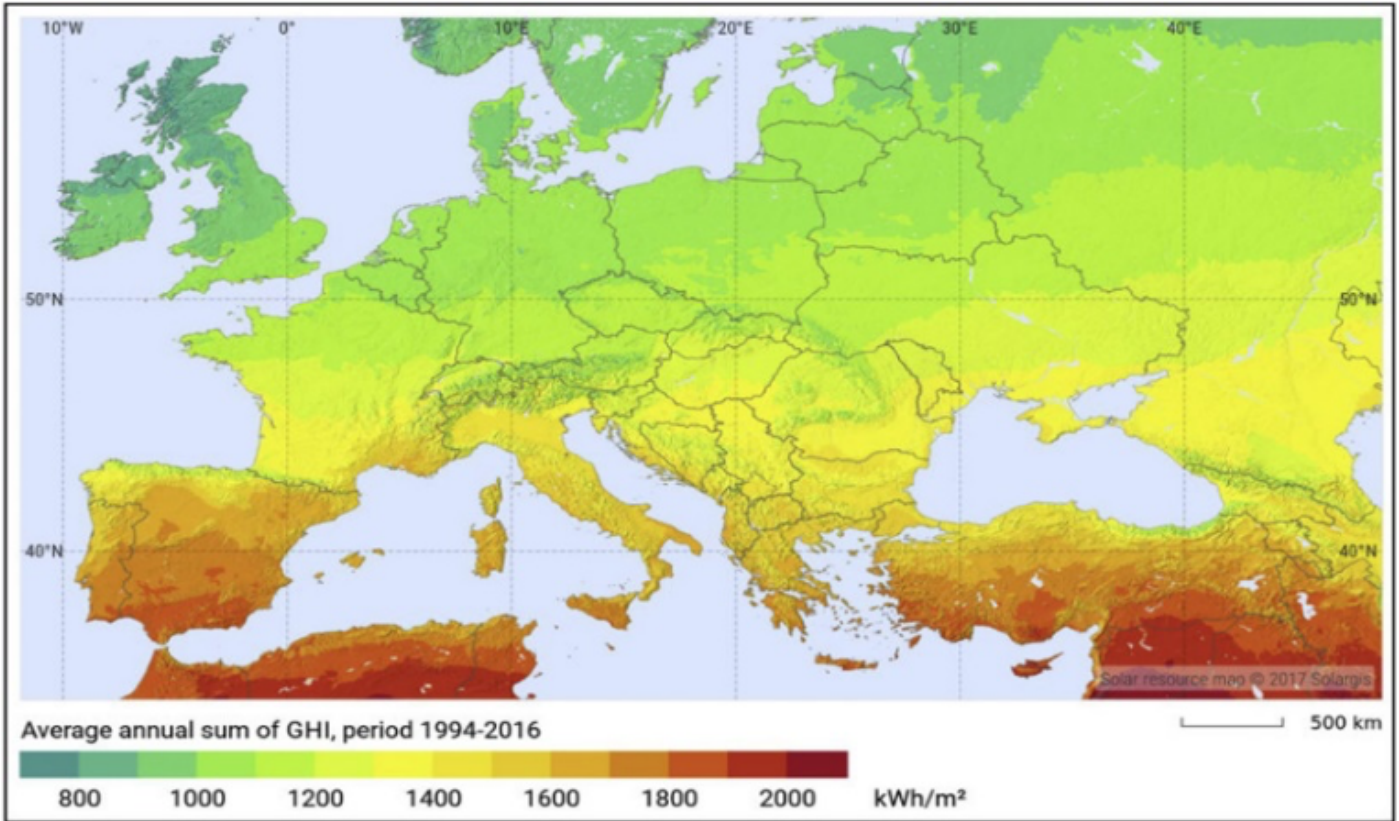 10°W 0° 10°E 20°E 30°E 40°E
50°N 50°N
40°N 40°N
Solar resource map © 2017 Solargis
Average annual sum of GHI, period 1994-2016
500 km
800 1000 1200 1400 1600 1800 2000 kWh/m²